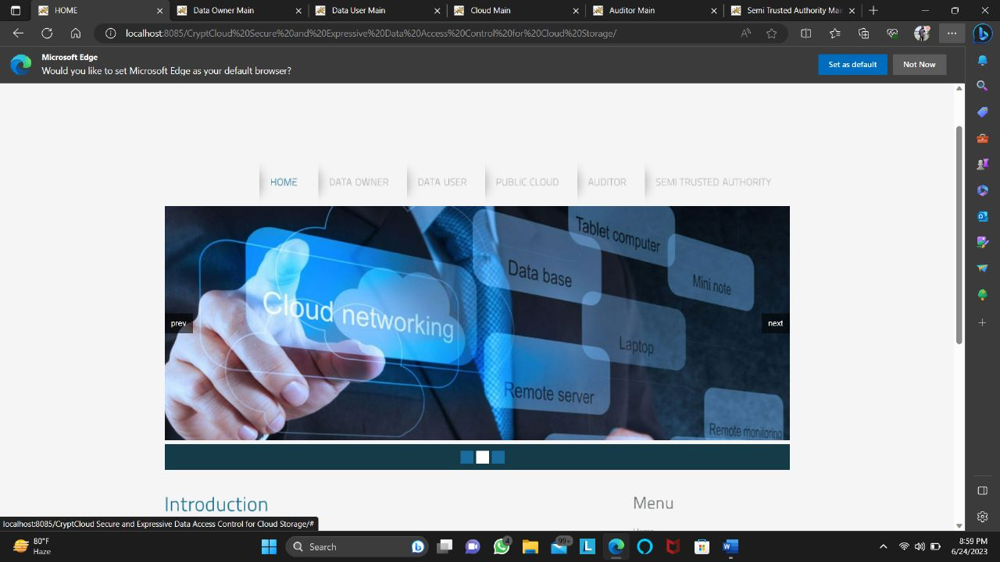 HOME
Data Owner Main
Data User Main
Cloud Main
Auditor Main
Semi Trusted Authority Mai
localhost:8085/CryptCloud%20Secure%20and%20Expressive%20Data%20Access%20Control%20for%20Cloud%20Storage/
Microsoft Edge
Would you like to set Microsoft Edge as your default browser?
Set as default
Not Now
HOME
DATA OWNER
DATA USER
PUBLIC CLOUD
AUDITOR
SEMI TRUSTED AUTHORITY
Tablet computer
Data base
Mini note
Cloud networking
prev
next
Laptop
Remote server
Remote monitoring
Introduction
Menu
localhost:8085/CryptCloud Secure and Expressive Data Access Control for Cloud Storage/#
80°F
Haze
Search
4
99+
L
W
8:59 PM
6/24/2023